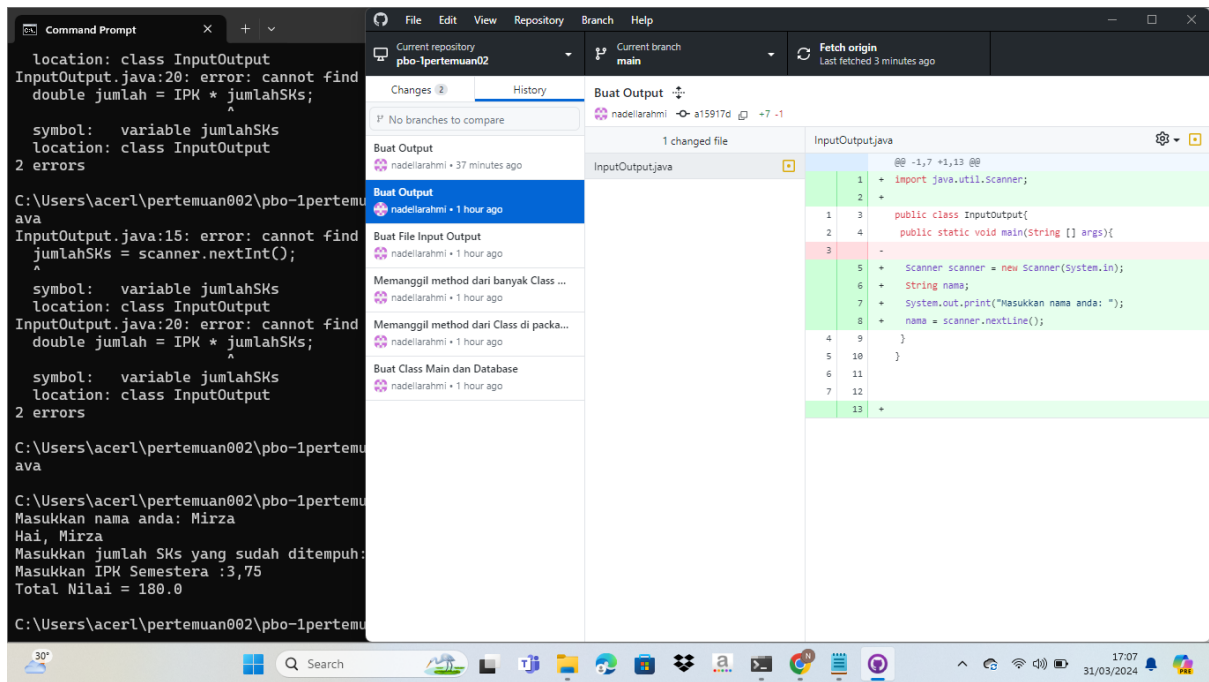 Command Prompt
location: class InputOutput
InputOutput.java:20: error: cannot find
double jumlah = IPK * jumlahSKs;
^
symbol: variable jumlahSKs
location: class InputOutput
2 errors
C:\Users\acerl\pertemuan002\pbo-1pertemu
ava
InputOutput.java:15: error: cannot find
jumlahSKs = scanner.nextInt();
^
symbol: variable jumlahSKs
location: class InputOutput
InputOutput.java:20: error: cannot find
double jumlah = IPK * jumlahSKs;
^
symbol: variable jumlahSKs
location: class InputOutput
2 errors
C:\Users\acerl\pertemuan002\pbo-1pertemu
ava
C:\Users\acerl\pertemuan002\pbo-1pertemu
Masukkan nama anda: Mirza
Hai, Mirza
Masukkan jumlah SKs yang sudah ditempuh:
Masukkan IPK Semestera :3,75
Total Nilai = 180.0
C:\Users\acerl\pertemuan002\pbo-1pertemu
File Edit View Repository Branch Help
Current repository
pbo-1pertemuan02
Current branch
main
Fetch origin
Last fetched 3 minutes ago
Changes 2 History
No branches to compare
Buat Output
nadellarahmi • 37 minutes ago
Buat Output
nadellarahmi • 1 hour ago
Buat File Input Output
nadellarahmi • 1 hour ago
Memanggil method dari banyak Class ...
nadellarahmi • 1 hour ago
Memanggil method dari Class di packa...
nadellarahmi • 1 hour ago
Buat Class Main dan Database
nadellarahmi • 1 hour ago
Buat Output
nadellarahmi a15917d +7 -1
1 changed file
InputOutput.java
InputOutput.java
@@ -1,7 +1,13 @@
1 + import java.util.Scanner;
2 +
1 3 public class InputOutput{
2 4 public static void main(String [] args){
3 -
5 + Scanner scanner = new Scanner(System.in);
6 + String nama;
7 + System.out.print("Masukkan nama anda: ");
8 + nama = scanner.nextLine();
4 9 }
5 10 }
6 11
7 12
13 +
30°
Search
17:07
31/03/2024